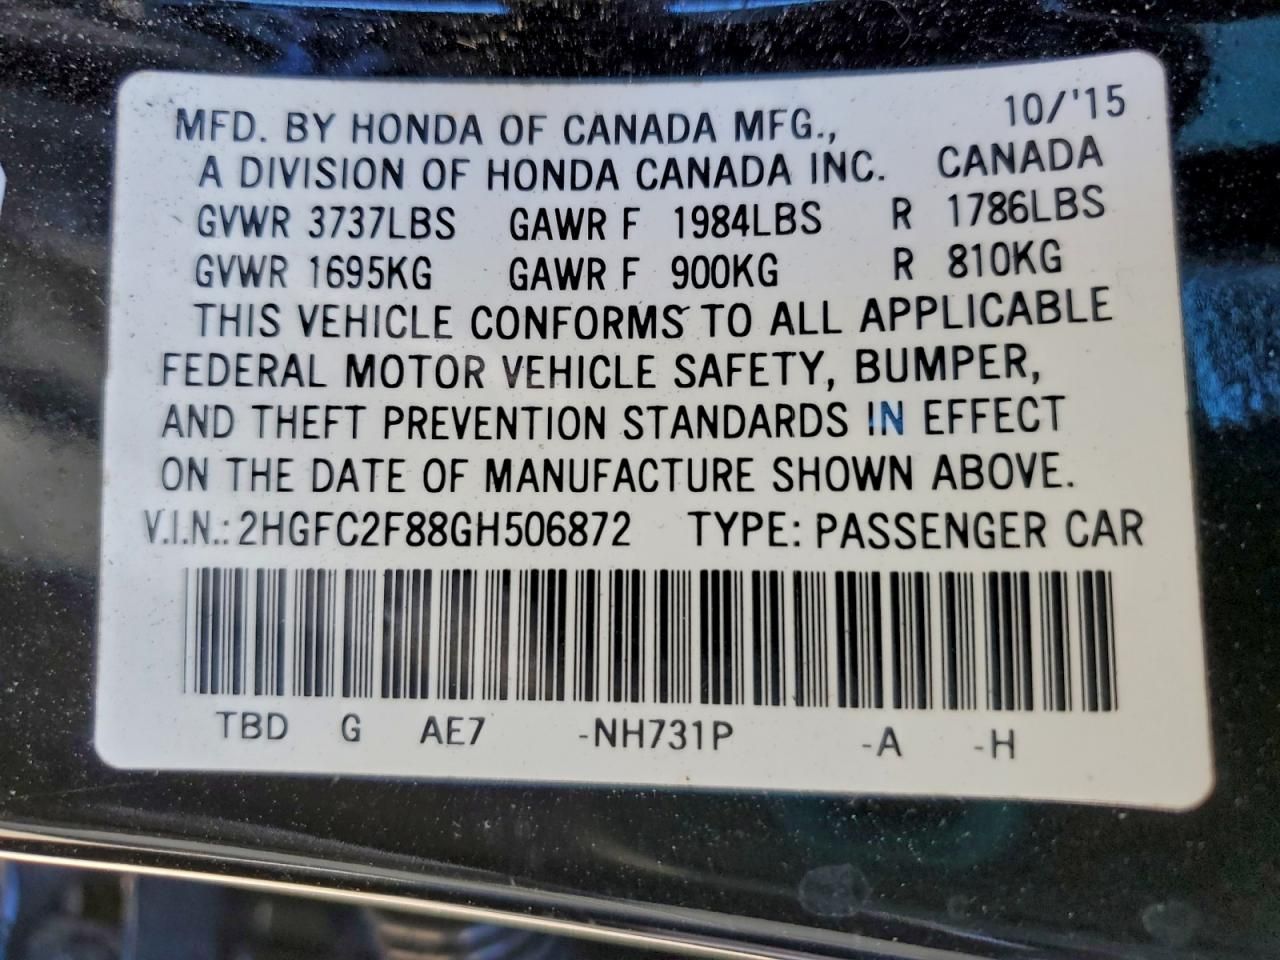 10/'15
MFD. BY HONDA OF CANADA MFG.,
A DIVISION OF HONDA CANADA INC. CANADA
GVWR 3737LBS GAWR F 1984LBS R 1786LBS
GVWR 1695KG GAWR F 900KG R 810KG
THIS VEHICLE CONFORMS TO ALL APPLICABLE
FEDERAL MOTOR VEHICLE SAFETY, BUMPER,
AND THEFT PREVENTION STANDARDS IN EFFECT
ON THE DATE OF MANUFACTURE SHOWN ABOVE.
V.I.N.: 2HGFC2F88GH506872 TYPE: PASSENGER CAR
TBD G AE7 -NH731P -A -H